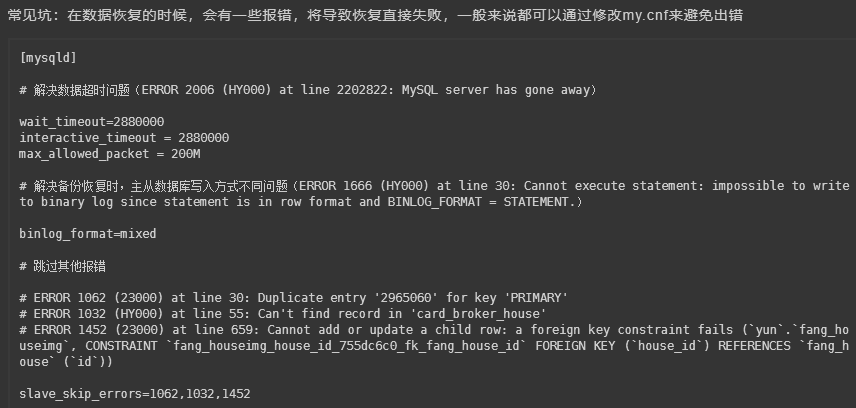 常见坑：在数据恢复的时候，会有一些报错，将导致恢复直接失败，一般来说都可以通过修改my.cnf来避免出错
[mysqld]
# 解决数据超时问题（ERROR 2006 (HY000) at line 2202822: MySQL server has gone away）
wait_timeout=2880000
interactive_timeout = 2880000
max_allowed_packet = 200M
# 解决备份恢复时，主从数据库写入方式不同问题（ERROR 1666 (HY000) at line 30: Cannot execute statement: impossible to write
to binary log since statement is in row format and BINLOG_FORMAT = STATEMENT.）
binlog_format=mixed
# 跳过其他报错
# ERROR 1062 (23000) at line 30: Duplicate entry '2965060' for key 'PRIMARY'
# ERROR 1032 (HY000) at line 55: Can't find record in 'card_broker_house'
# ERROR 1452 (23000) at line 659: Cannot add or update a child row: a foreign key constraint fails (`yun`.`fang_ho
useimg`, CONSTRAINT `fang_houseimg_house_id_755dc6c0_fk_fang_house_id` FOREIGN KEY (`house_id`) REFERENCES `fang_h
ouse` (`id`))
slave_skip_errors=1062,1032,1452